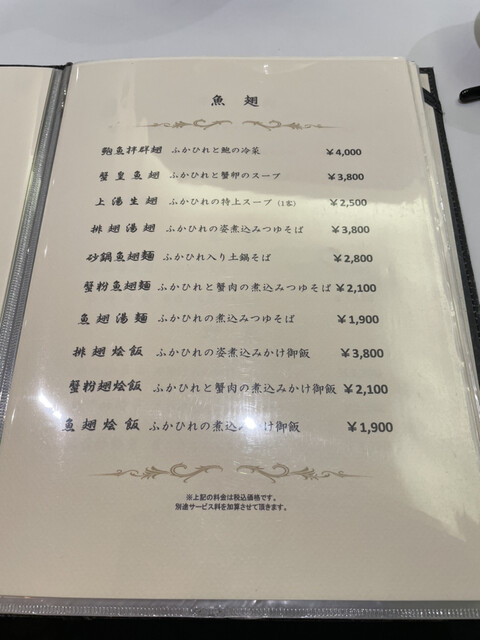 魚翅
鮑魚拌群翅 ふかひれと鮑の冷菜 ￥4,000
蟹皇魚翅 ふかひれと蟹卵のスープ ￥3,800
上湯生翅 ふかひれの特上スープ（1客） ￥2,500
排翅湯翅 ふかひれの姿煮込みつゆそば ￥3,800
砂鍋魚翅麺 ふかひれ入り土鍋そば ￥2,800
蟹粉魚翅麺 ふかひれと蟹肉の煮込みつゆそば ￥2,100
魚翅湯麺 ふかひれの煮込みつゆそば ￥1,900
排翅烩飯 ふかひれの姿煮込みかけ御飯 ￥3,800
蟹粉翅烩飯 ふかひれと蟹肉の煮込みかけ御飯 ￥2,100
魚翅烩飯 ふかひれの煮込みかけ御飯 ￥1,900
※上記の料金は税込価格です。
別途サービス料を加算させて頂きます。